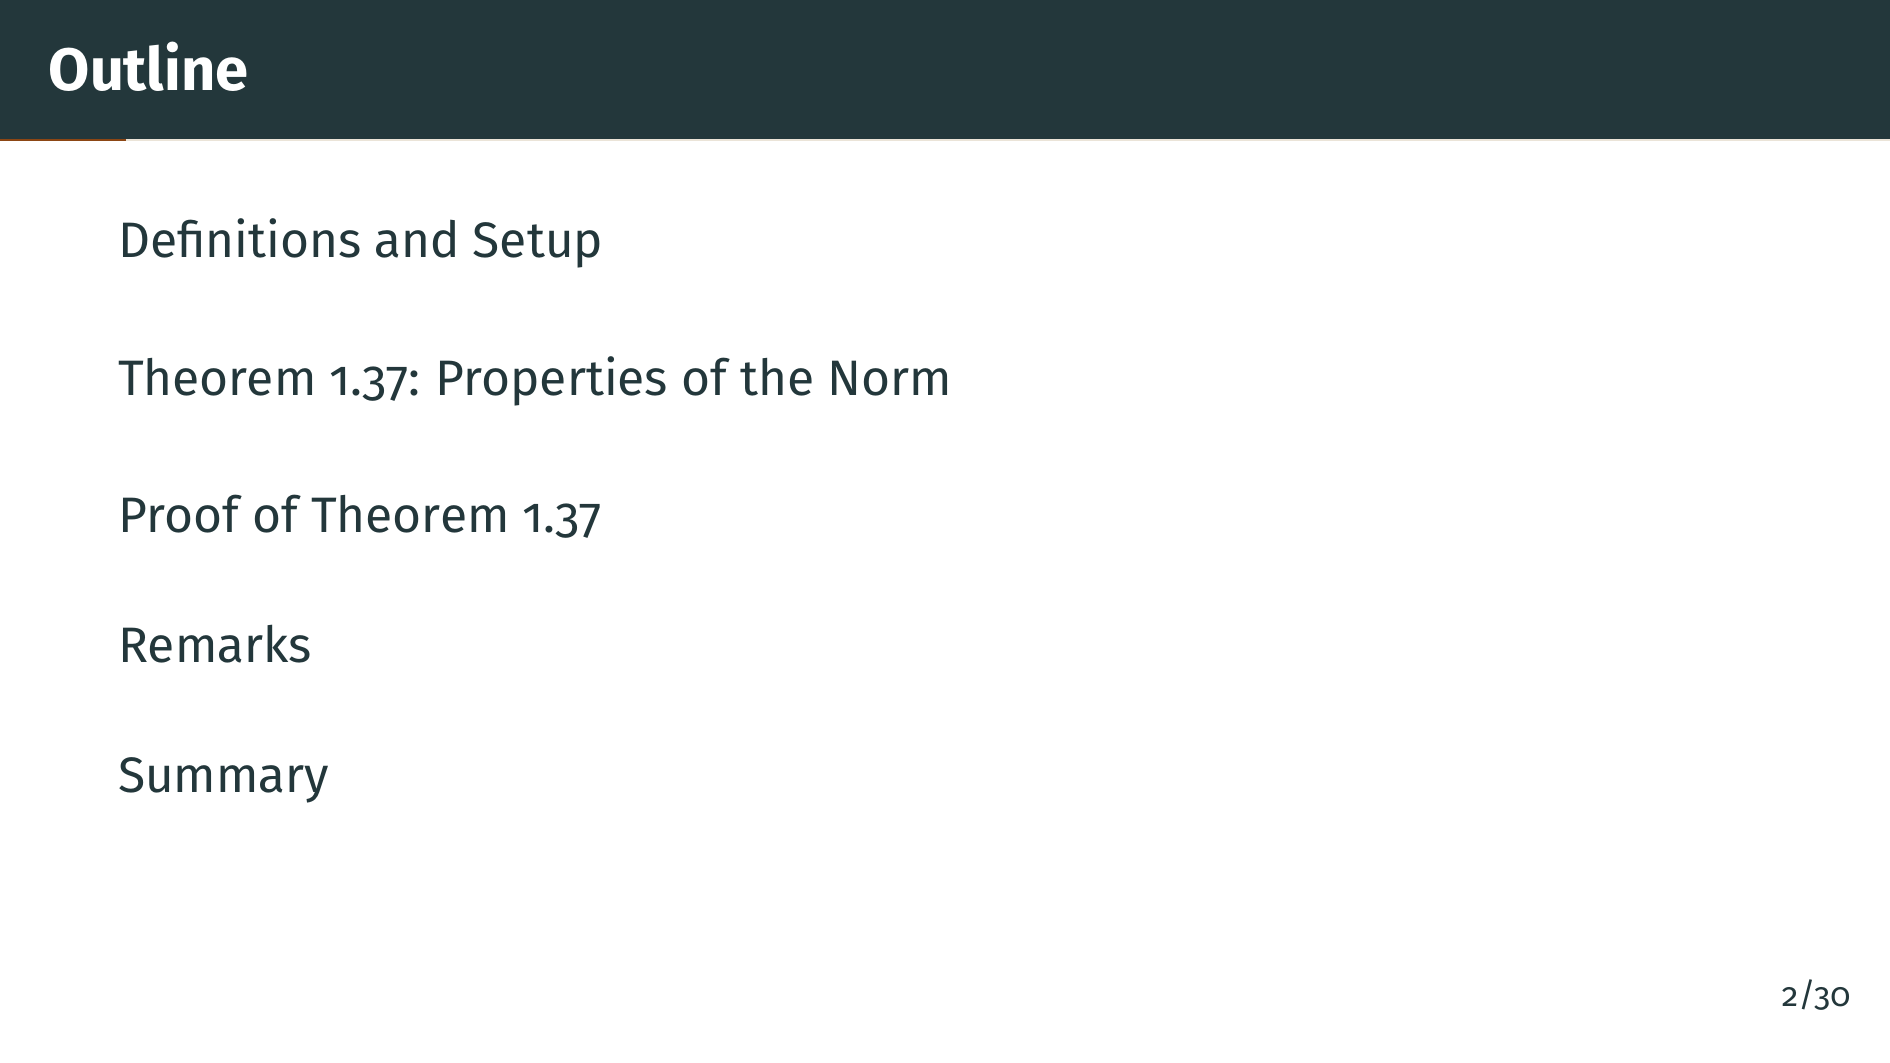 Outline
Definitions and Setup
Theorem 1.37: Properties of the Norm
Proof of Theorem 1.37
Remarks
Summary
2/30